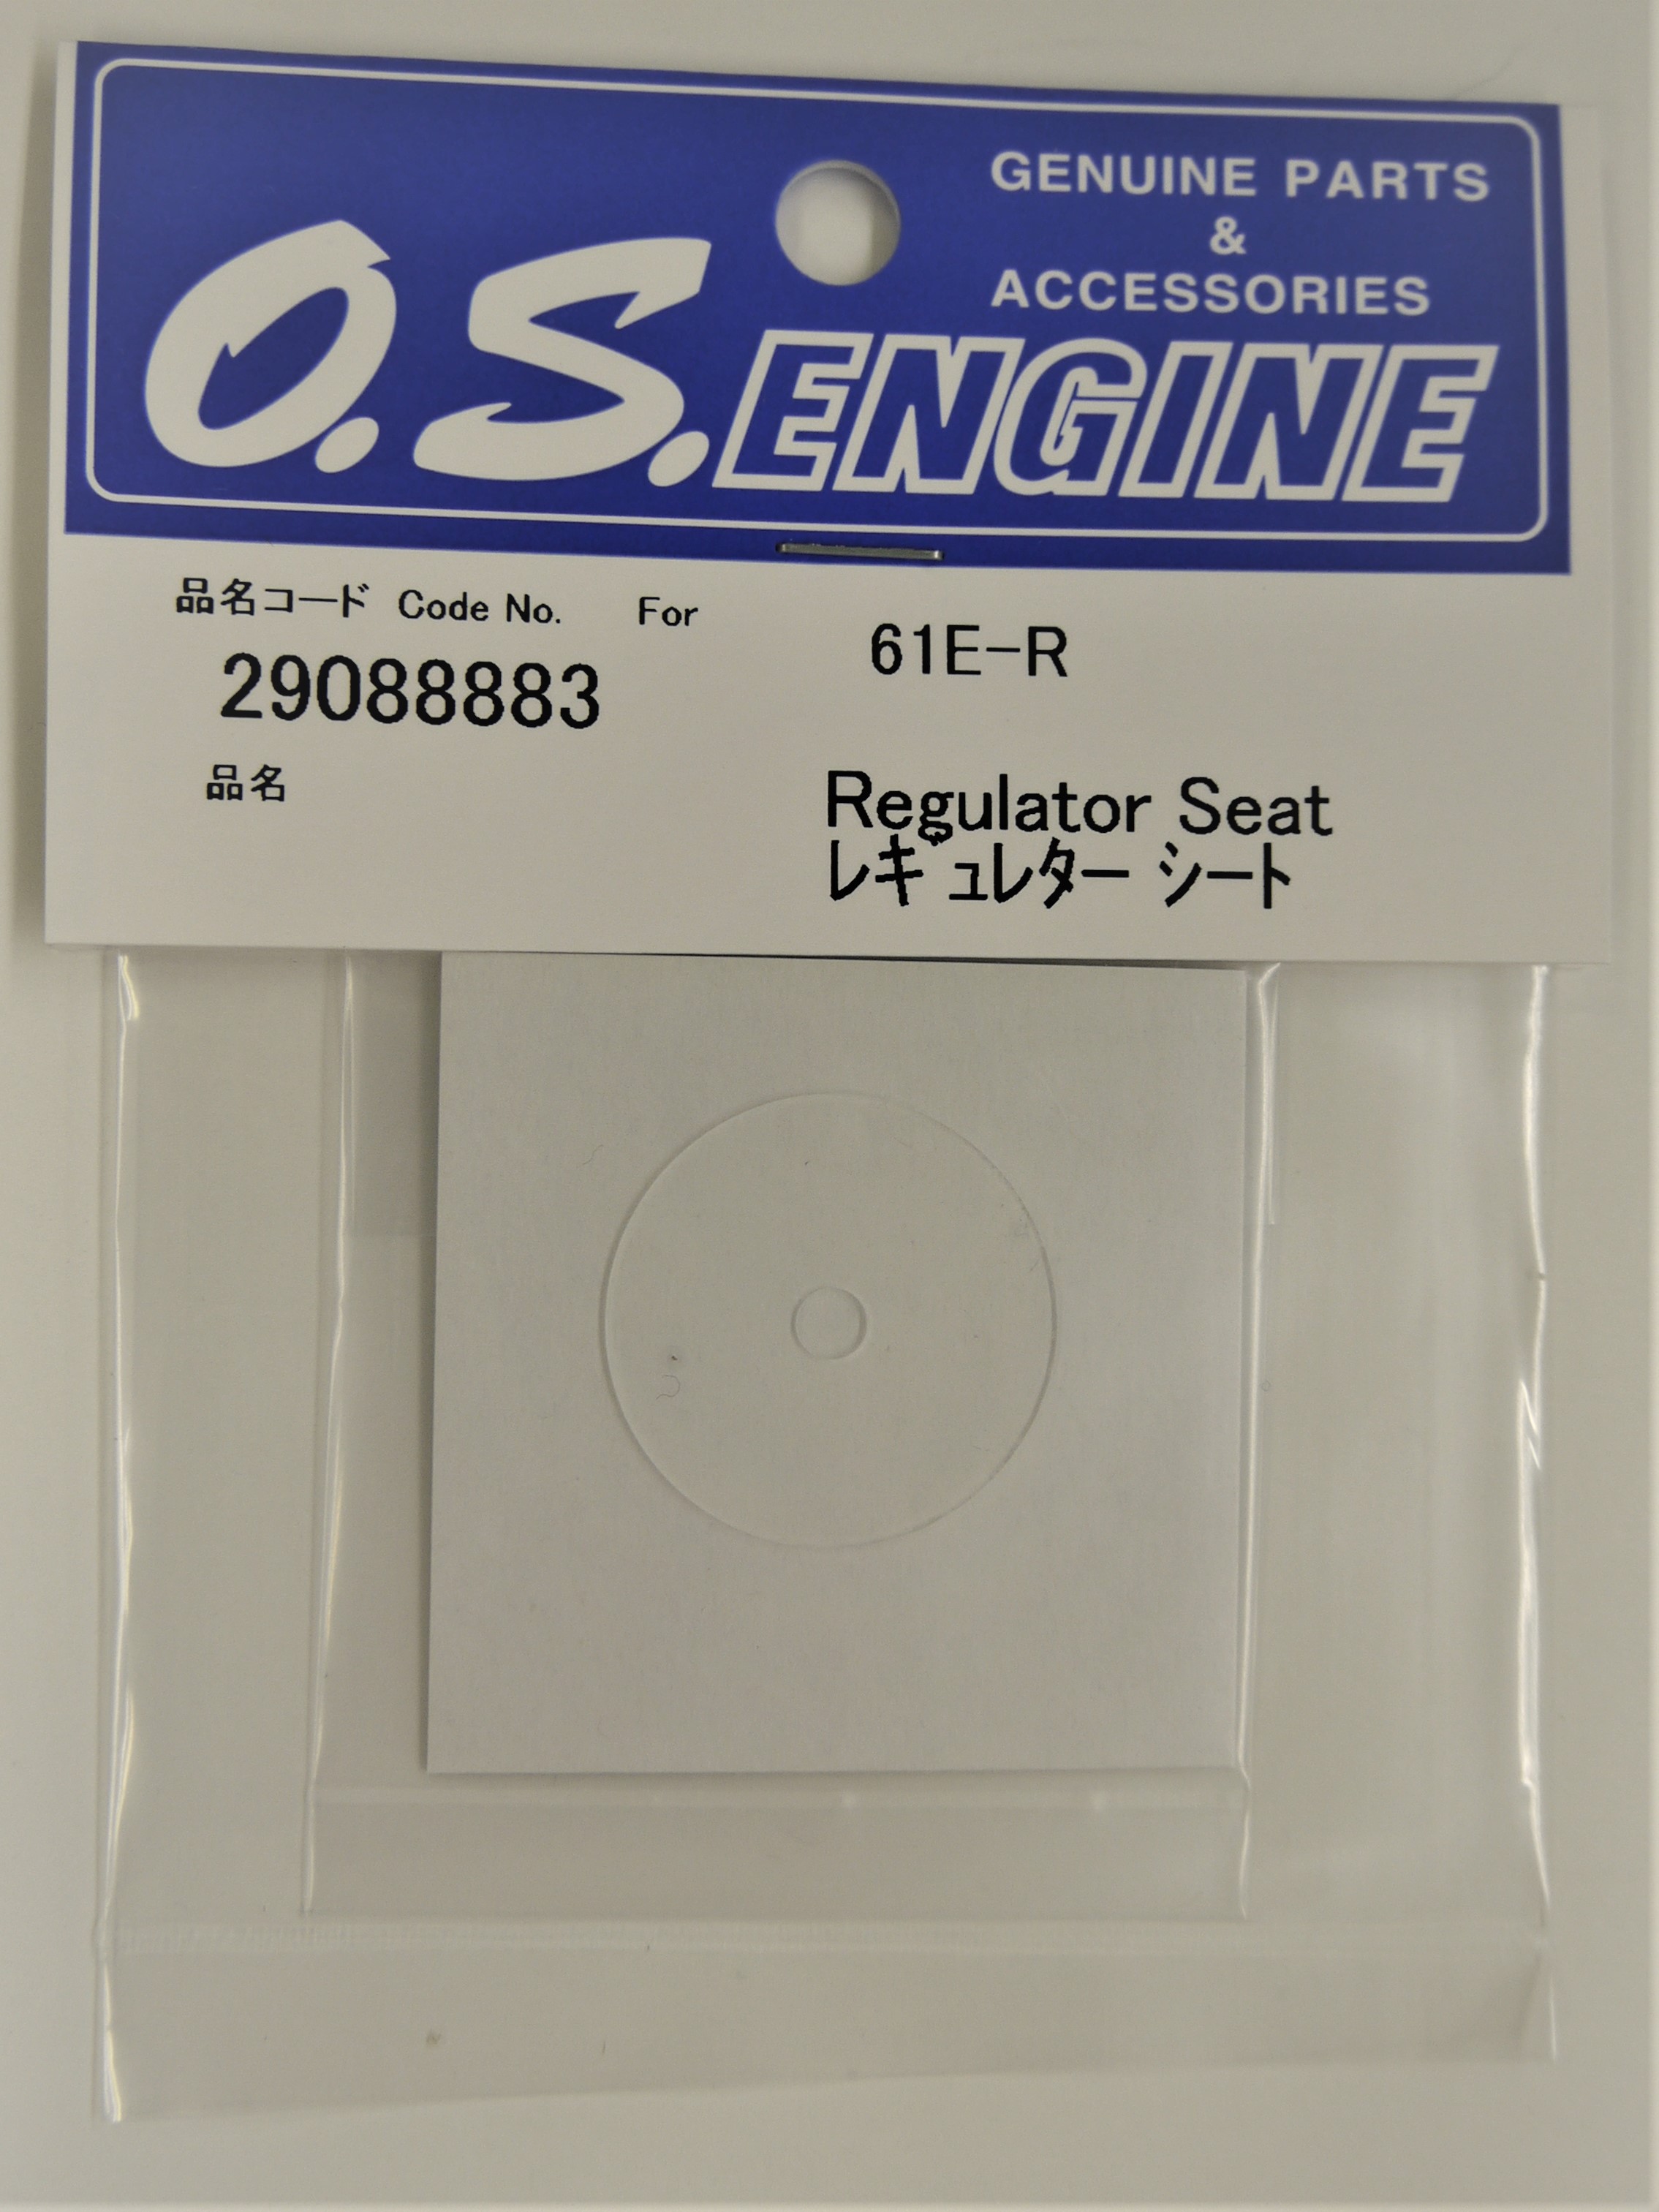 GENUINE PARTS
&
ACCESSORIES
O.S.ENGINE
品名コード Code No. For 61E-R
29088883
品名 Regulator Seat
レギュレター シート